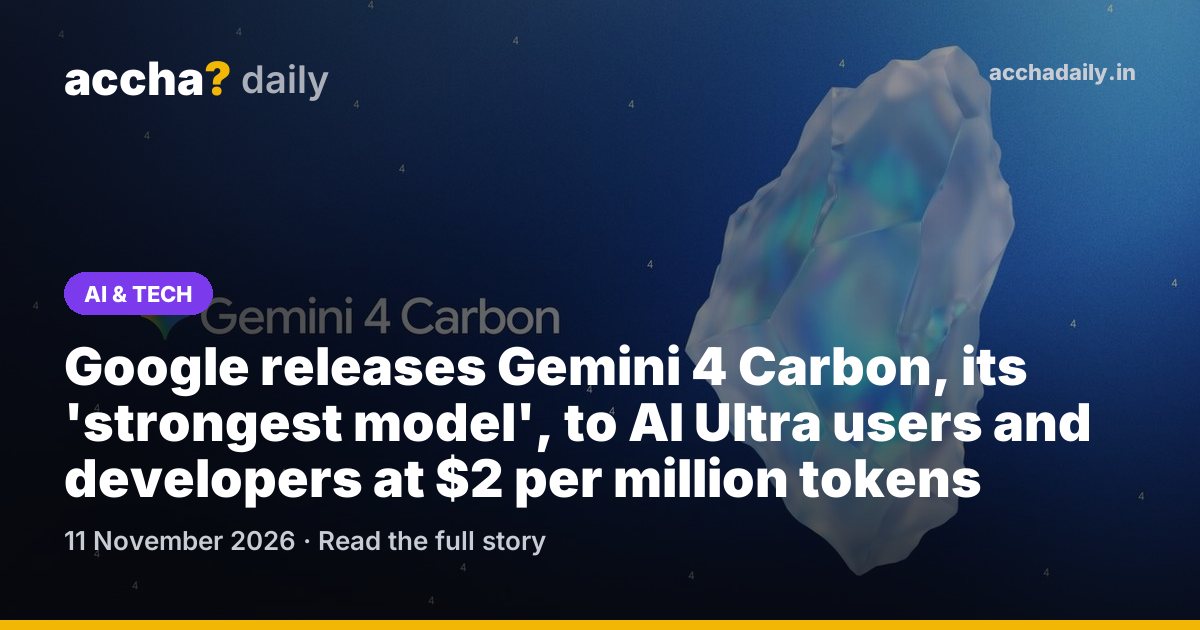 accha? daily
acchadaily.in
AI & TECH
Gemini 4 Carbon
Google releases Gemini 4 Carbon, its
'strongest model', to AI Ultra users and
developers at $2 per million tokens
11 November 2026 · Read the full story